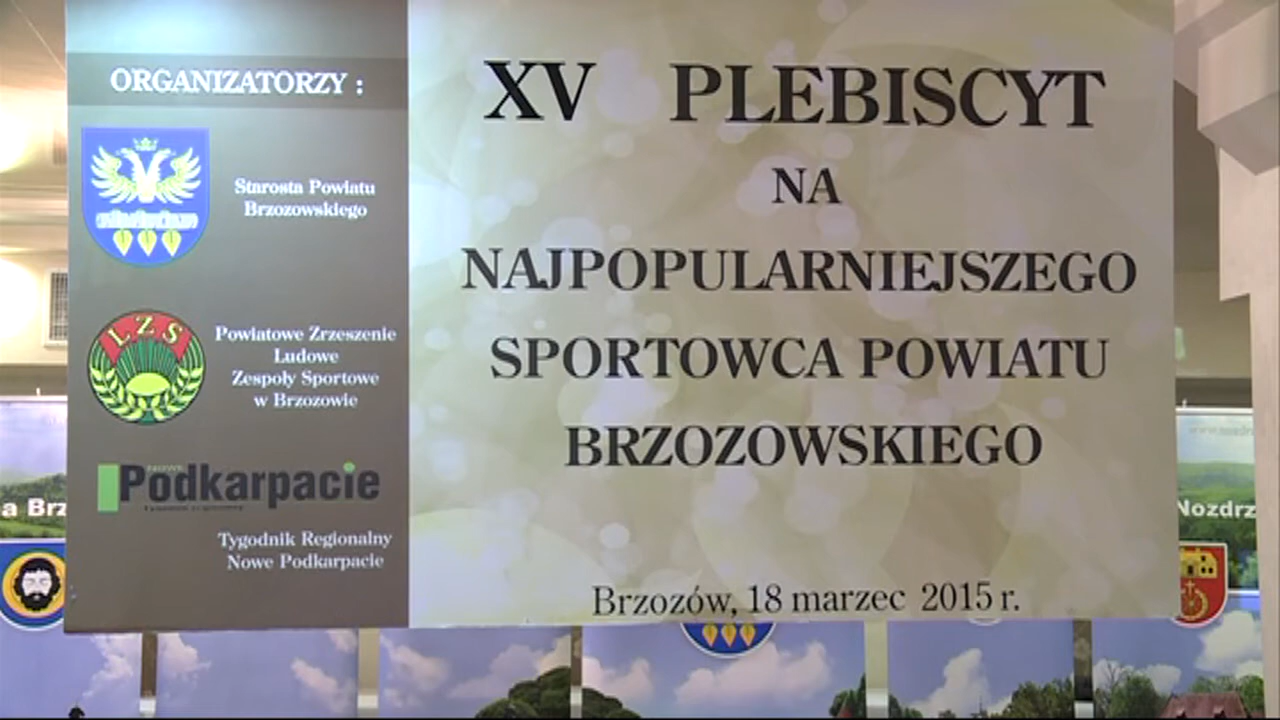 ORGANIZATORZY :
Starosta Powiatu
Brzozowskiego
LZS
Powiatowe Zrzeszenie
Ludowe
Zespoły Sportowe
w Brzozowie
Podkarpacie
Tygodnik Regionalny
Nowe Podkarpacie
XV PLEBISCYT
NA
NAJPOPULARNIEJSZEGO
SPORTOWCA POWIATU
BRZOZOWSKIEGO
Brzozów, 18 marzec 2015 r.
a Brz
Nozdrz